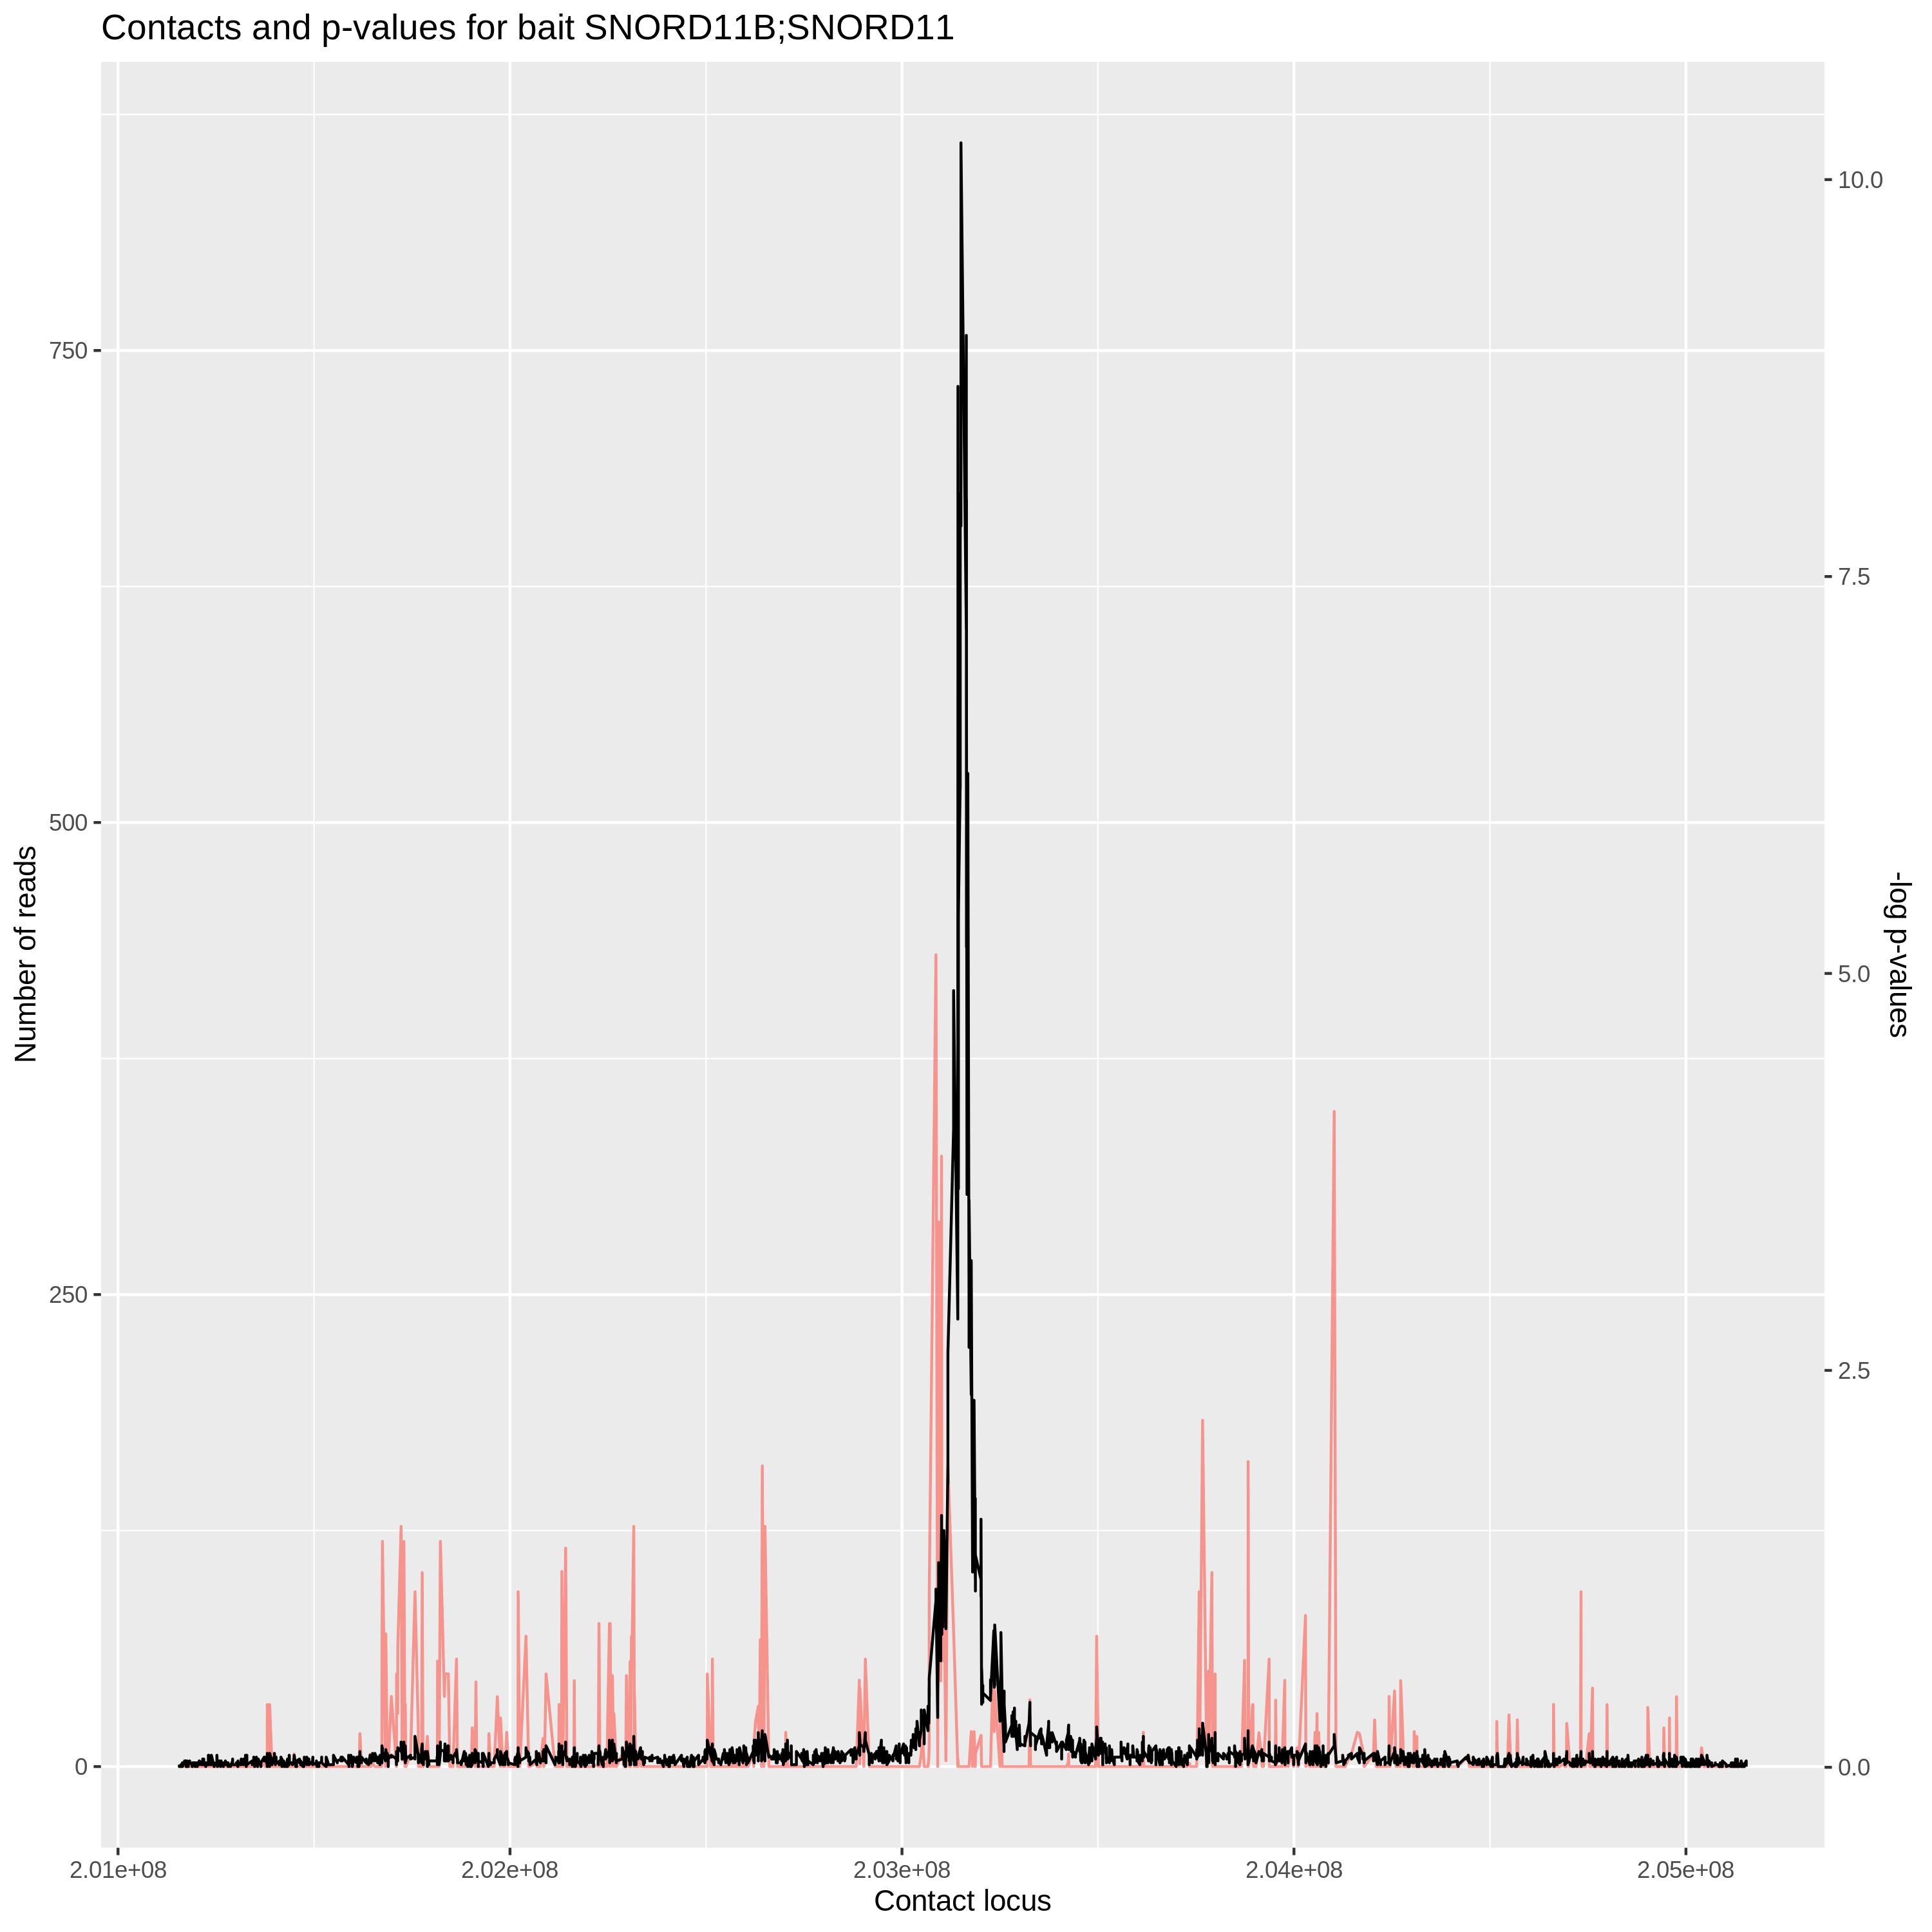 Contacts and p-values for bait SNORD11B;SNORD11
Number of reads
750
500
250
0
10.0
7.5
5.0
2.5
0.0
-log p-values
2.01e+08
2.02e+08
2.03e+08
2.04e+08
2.05e+08
Contact locus